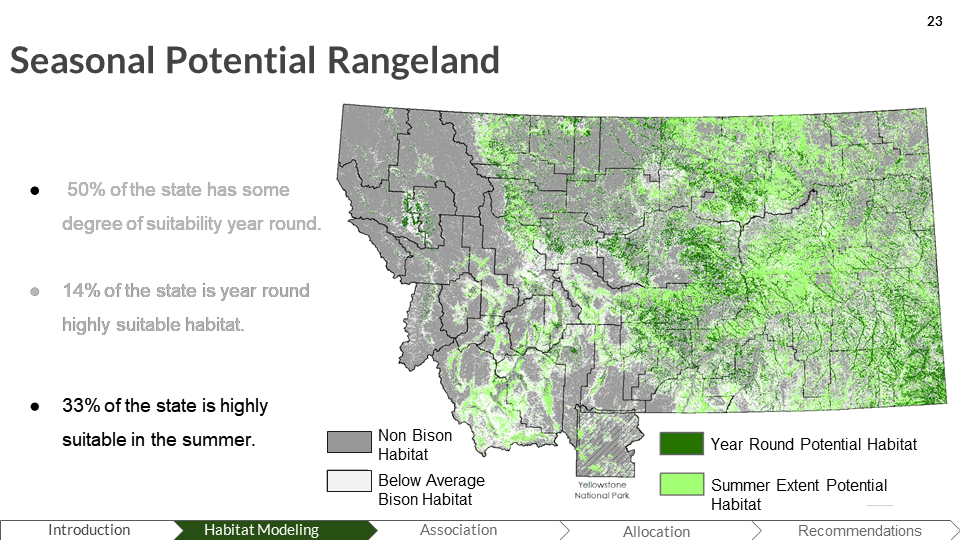 23
Seasonal Potential Rangeland
● 50% of the state has some
degree of suitability year round.
● 14% of the state is year round
highly suitable habitat.
● 33% of the state is highly
suitable in the summer.
Non Bison
Habitat
Below Average
Bison Habitat
Yellowstone
National Park
Year Round Potential Habitat
Summer Extent Potential
Habitat
Introduction
Habitat Modeling
Association
Allocation
Recommendations